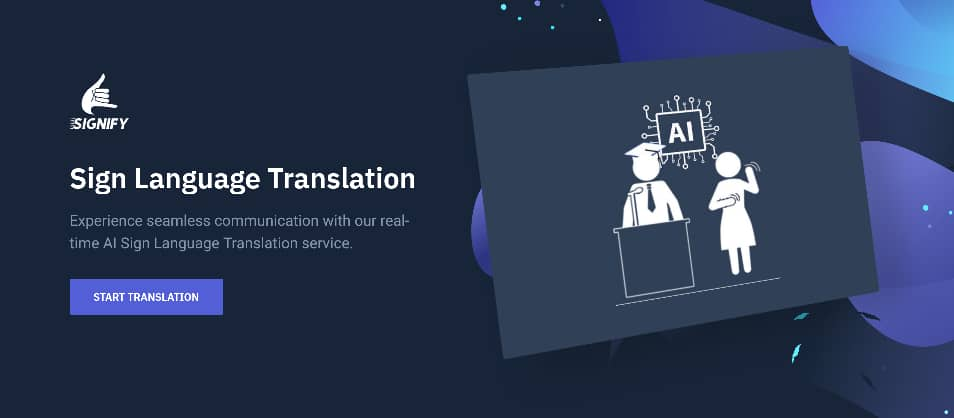 SIGNIFY
Sign Language Translation
Experience seamless communication with our real-
time AI Sign Language Translation service.
START TRANSLATION
AI